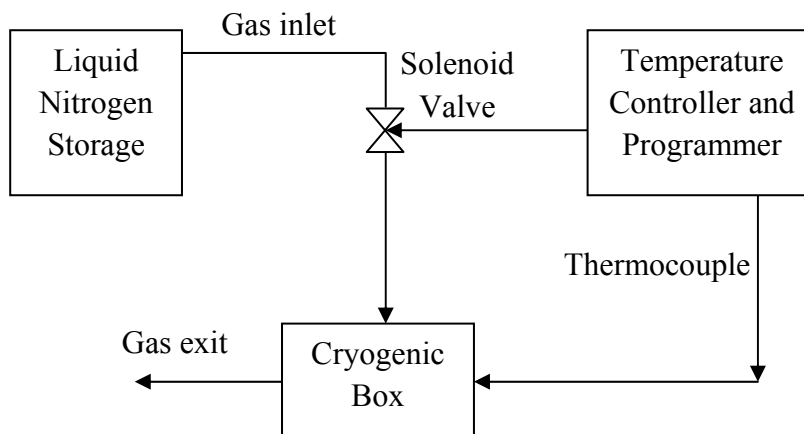 Gas inlet
Liquid
Nitrogen
Storage
Solenoid
Valve
Temperature
Controller and
Programmer
Thermocouple
Gas exit
Cryogenic
Box